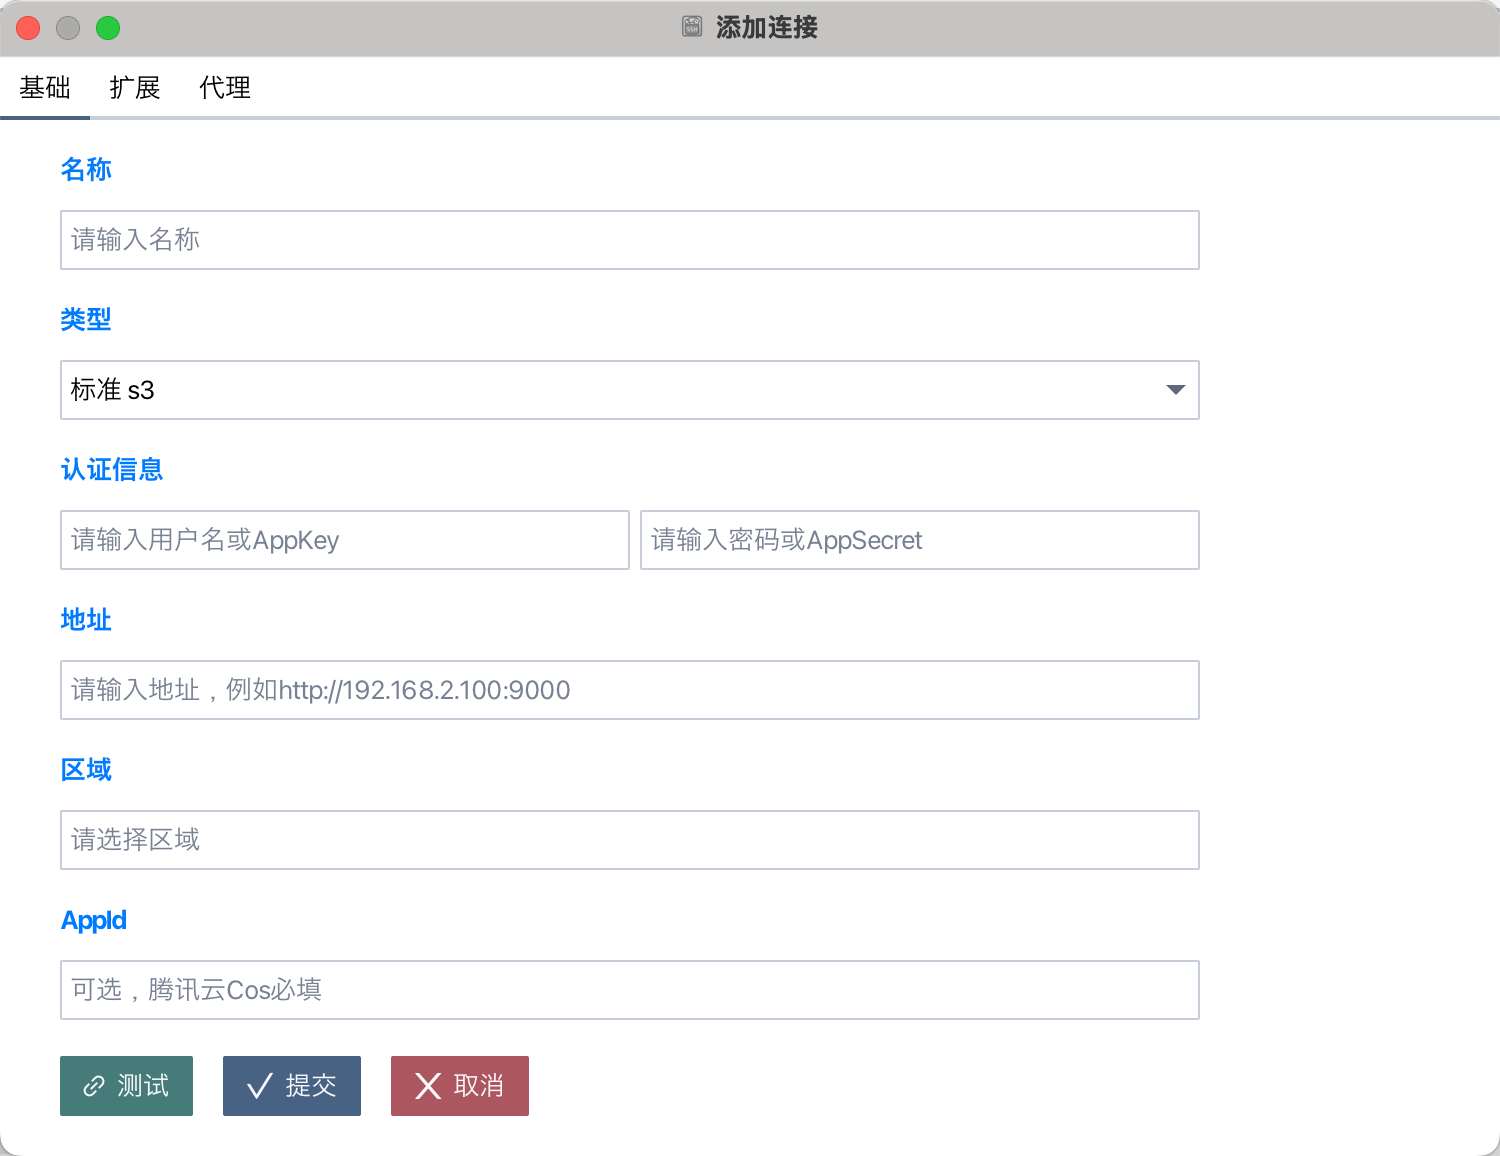 添加连接
基础 扩展 代理
名称
请输入名称
类型
标准 s3
认证信息
请输入用户名或AppKey 请输入密码或AppSecret
地址
请输入地址，例如http://192.168.2.100:9000
区域
请选择区域
AppId
可选，腾讯云Cos必填
测试 提交 取消